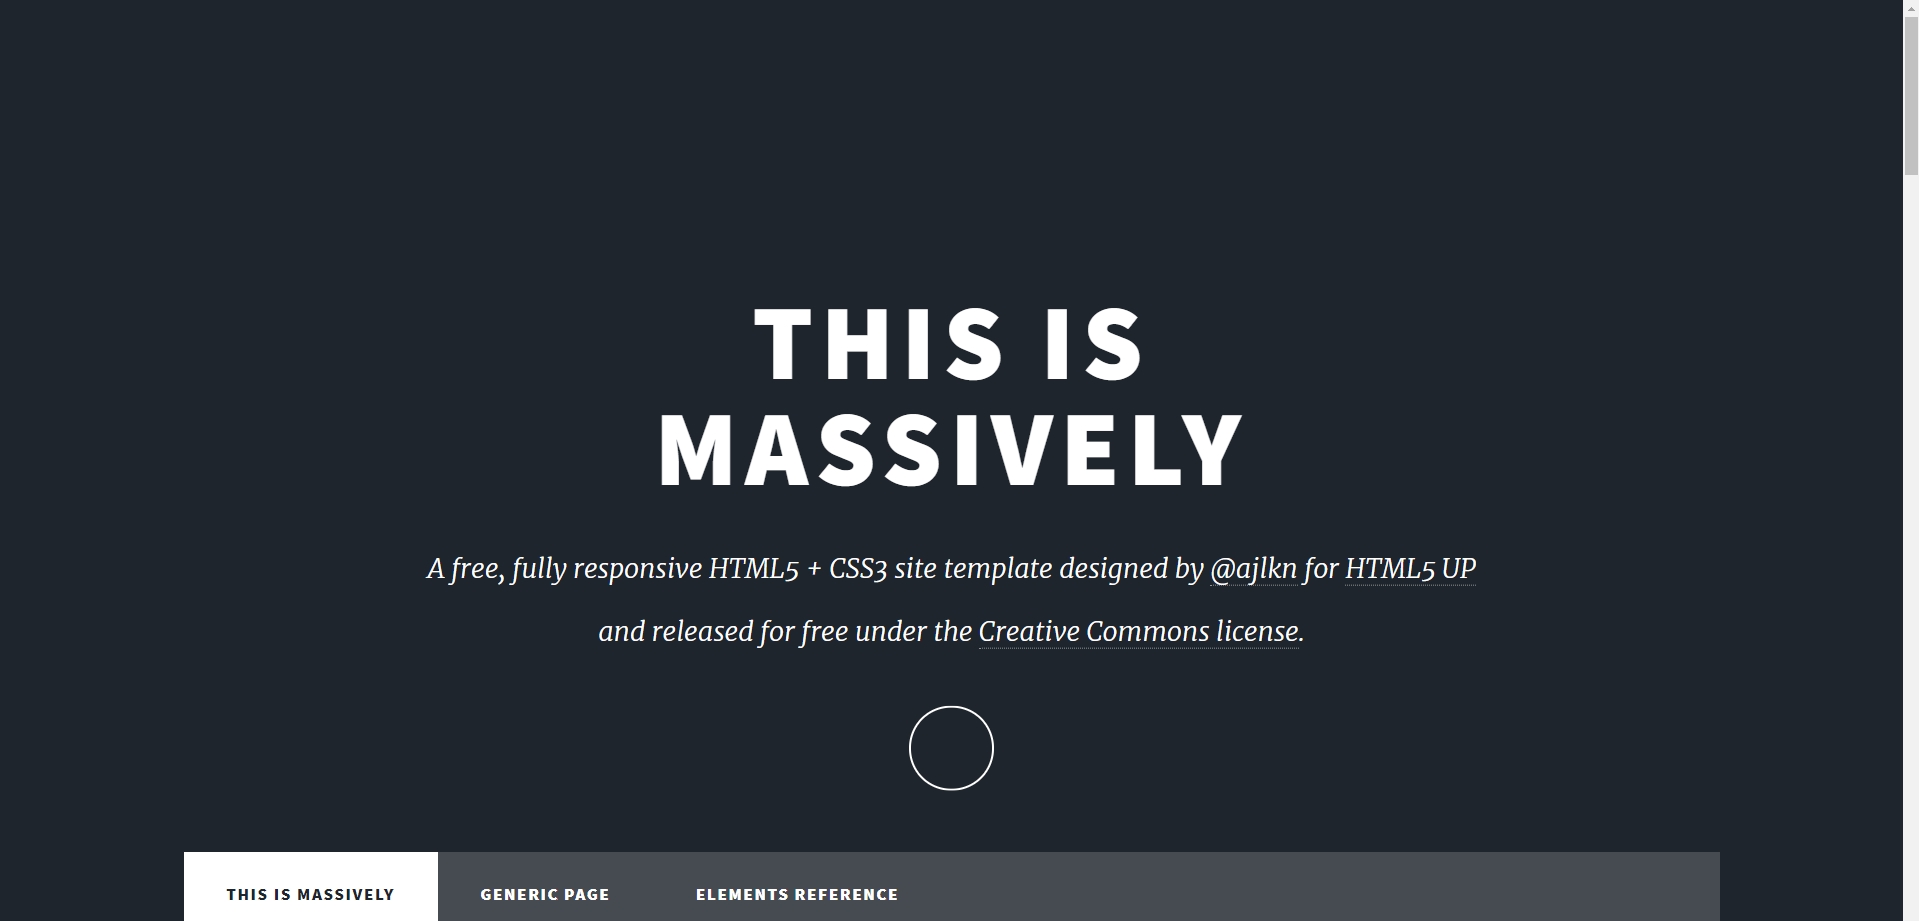 THIS IS
MASSIVELY
A free, fully responsive HTML5 + CSS3 site template designed by @ajlkn for HTML5 UP
and released for free under the Creative Commons license.
THIS IS MASSIVELY
GENERIC PAGE
ELEMENTS REFERENCE